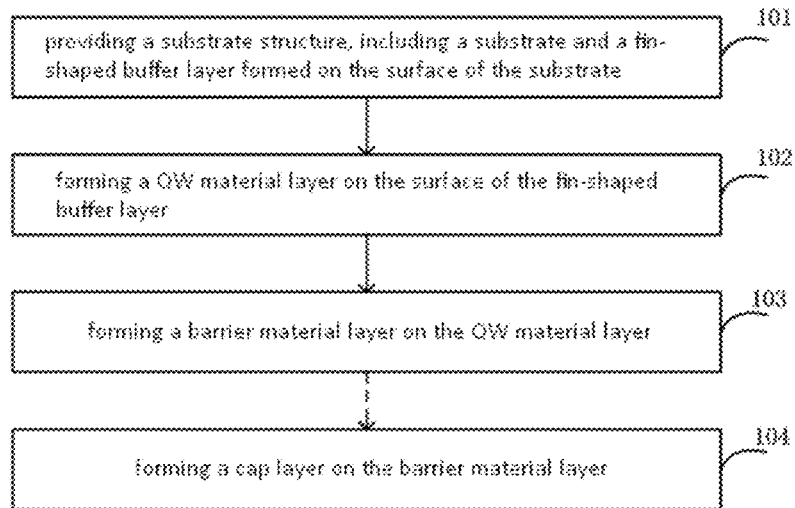 101
providing a substrate structure, including a substrate and a fin-
shaped buffer layer formed on the surface of the substrate
102
forming a QW material layer on the surface of the fin-shaped
buffer layer
103
forming a barrier material layer on the QW material layer
104
forming a cap layer on the barrier material layer